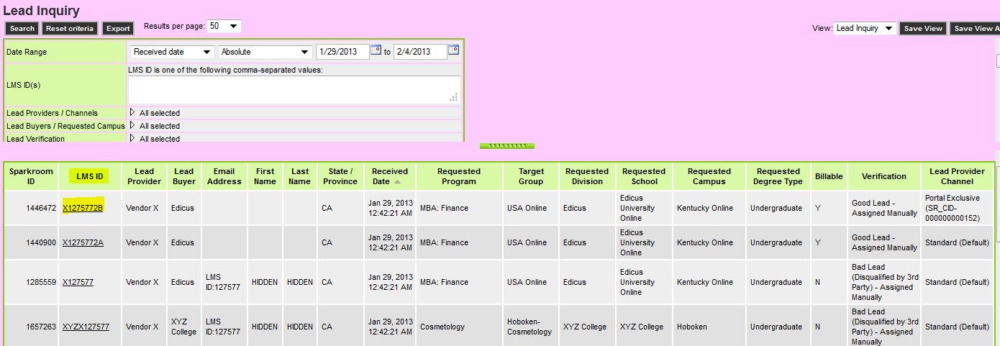 Lead Inquiry
Search Reset criteria Export Results per page: 50 View: Lead Inquiry Save View Save View A
Date Range Received date Absolute 1/29/2013 to 2/4/2013
LMS ID is one of the following comma-separated values:
LMS ID(s)
Lead Providers / Channels All selected
Lead Buyers / Requested Campus All selected
Lead Verification All selected
Sparkroom ID LMS ID Lead Provider Lead Buyer Email Address First Name Last Name State / Province Received Date Requested Program Target Group Requested Division Requested School Requested Campus Requested Degree Type Billable Verification Lead Provider Channel
1446472 X1275772B Vendor X Edicus CA Jan 29, 2013 12:42:21 AM MBA: Finance USA Online Edicus Edicus University Online Kentucky Online Undergraduate Y Good Lead - Assigned Manually Portal Exclusive (SR_CID-000000000152)
1440900 X1275772A Vendor X Edicus CA Jan 29, 2013 12:42:21 AM MBA: Finance USA Online Edicus Edicus University Online Kentucky Online Undergraduate Y Good Lead - Assigned Manually Standard (Default)
1285559 X127577 Vendor X Edicus LMS ID:127577 HIDDEN HIDDEN CA Jan 29, 2013 12:42:21 AM MBA: Finance USA Online Edicus Edicus University Online Kentucky Online Undergraduate N Bad Lead (Disqualified by 3rd Party) - Assigned Manually Standard (Default)
1657263 XYZX127577 Vendor X XYZ College LMS ID:127577 HIDDEN HIDDEN CA Jan 29, 2013 12:42:21 AM Cosmetology Hoboken-Cosmetology XYZ College XYZ College Hoboken Undergraduate N Bad Lead (Disqualified by 3rd Party) - Assigned Manually Standard (Default)